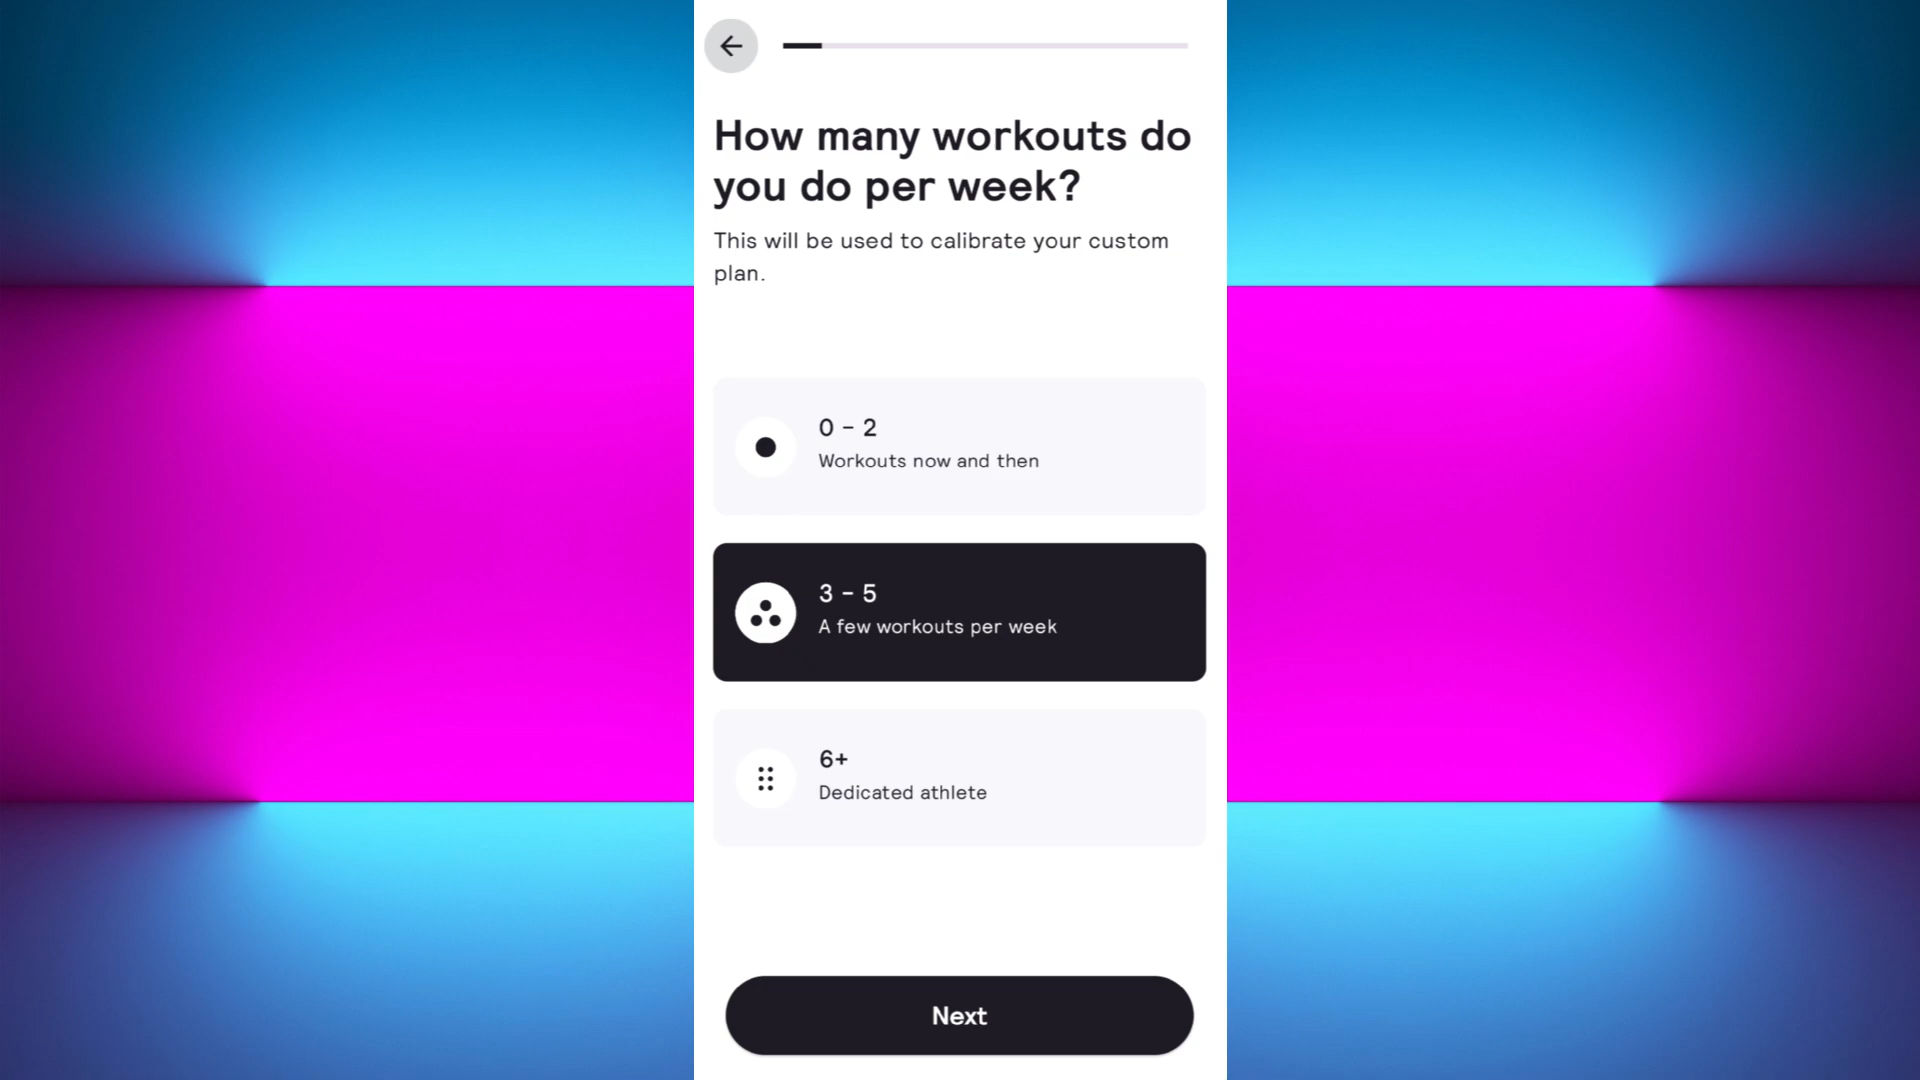 How many workouts do
you do per week?
This will be used to calibrate your custom
plan.
0 - 2
Workouts now and then
3 - 5
A few workouts per week
6+
Dedicated athlete
Next